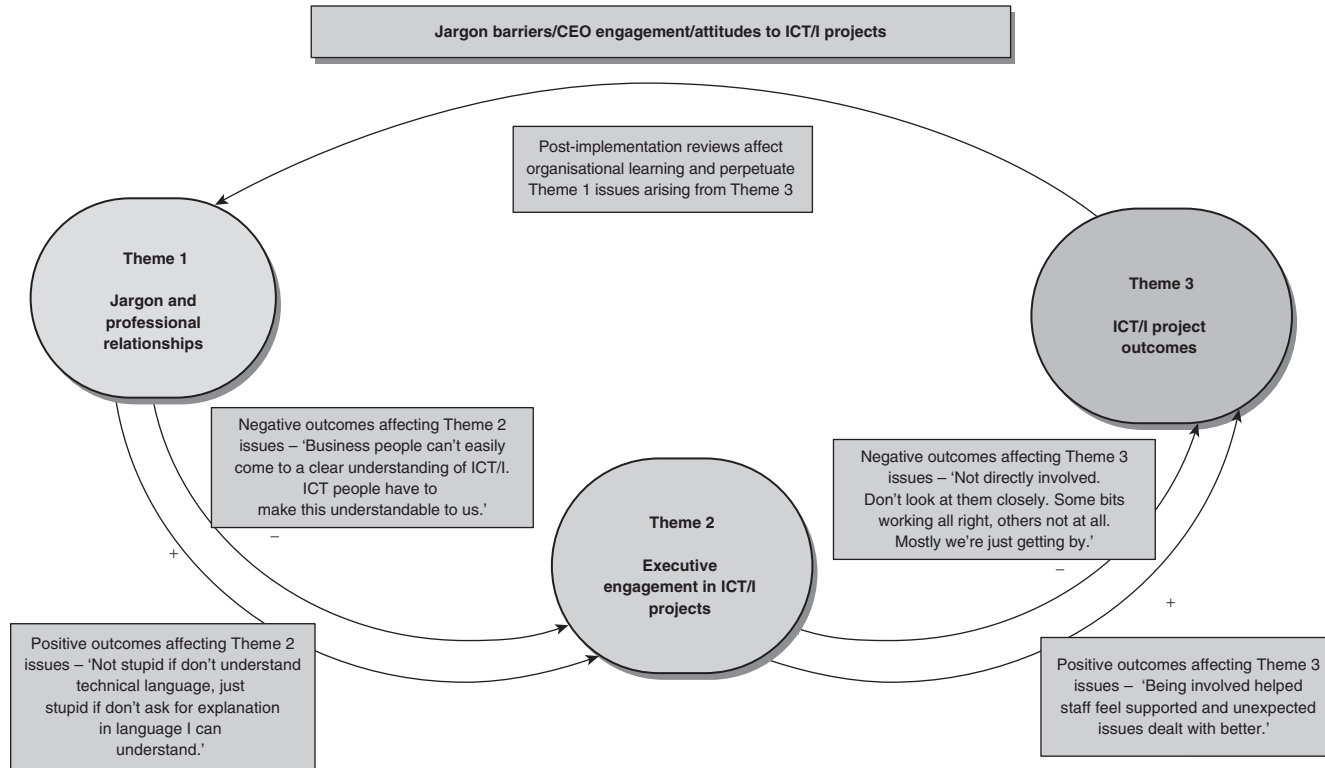 Jargon barriers/CEO engagement/attitudes to ICT/I projects
Post-implementation reviews affect
organisational learning and perpetuate
Theme 1 issues arising from Theme 3
Theme 1
Jargon and
professional
relationships
Theme 3
ICT/I project
outcomes
Negative outcomes affecting Theme 2
issues – ‘Business people can’t easily
come to a clear understanding of ICT/I.
ICT people have to
make this understandable to us.’
–
+
Theme 2
Executive
engagement in ICT/I
projects
Negative outcomes affecting Theme 3
issues – ‘Not directly involved.
Don’t look at them closely. Some bits
working all right, others not at all.
Mostly we’re just getting by.’
–
+
Positive outcomes affecting Theme 2
issues – ‘Not stupid if don’t understand
technical language, just
stupid if don’t ask for explanation
in language I can
understand.’
Positive outcomes affecting Theme 3
issues – ‘Being involved helped
staff feel supported and unexpected
issues dealt with better.’